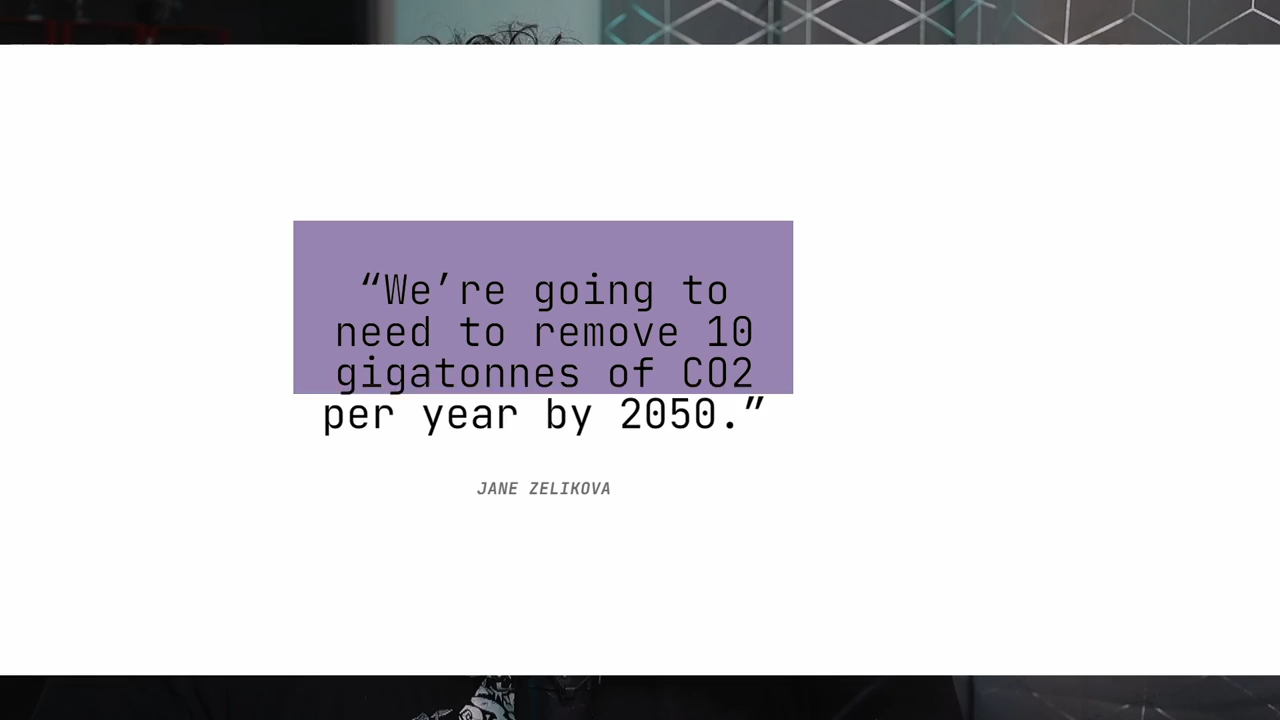 “We’re going to
need to remove 10
gigatonnes of CO2
per year by 2050.”
JANE ZELIKOVA